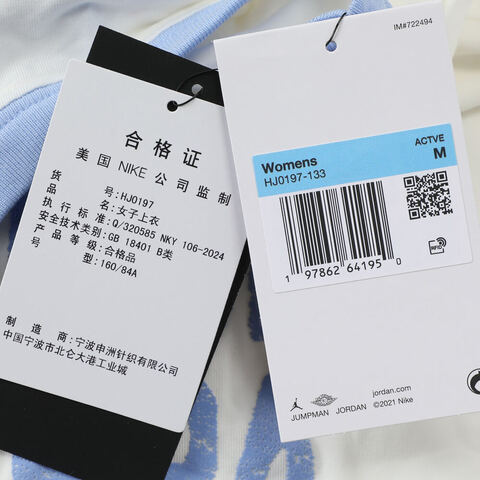 合格证
美国 NIKE 公司监制
货 号:HJ0197
品 名:女子上衣
执行标准:Q/320585 NKY 106-2024
安全技术类别:GB 18401 B类
产品等级:合格品
号 型:160/84A
制造商:宁波申洲针织有限公司
中国宁波市北仑大港工业城
IM#722494
ACTVE
Womens M
HJ0197-133
1 97862 64195 0
RFID
jordan.com
JUMPMAN JORDAN ©2021 Nike